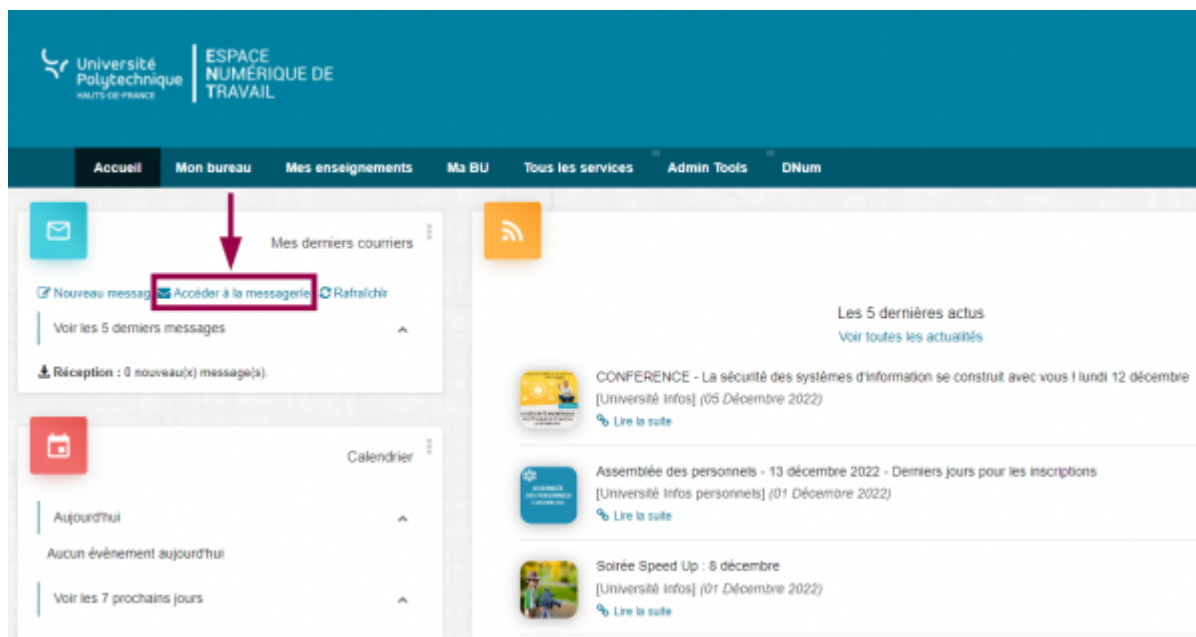 Université
Polytechnique
HAUTS-DE-FRANCE
ESPACE
NUMÉRIQUE DE
TRAVAIL
Accueil Mon bureau Mes enseignements Ma BU Tous les services Admin Tools DNum
Mes derniers courriers
Nouveau messag Accéder à la messagerie Rafraîchir
Voir les 5 derniers messages
Réception : 0 nouveau(x) message(s).
Calendrier
Aujourd'hui
Aucun évènement aujourd'hui
Voir les 7 prochains jours
Les 5 dernières actus
Voir toutes les actualités
CONFERENCE - La sécurité des systèmes d'information se construit avec vous ! lundi 12 décembre
[Université Infos] (05 Décembre 2022)
Lire la suite
Assemblée des personnels - 13 décembre 2022 - Derniers jours pour les inscriptions
[Université Infos personnels] (01 Décembre 2022)
Lire la suite
Soirée Speed Up : 8 décembre
[Université Infos] (01 Décembre 2022)
Lire la suite